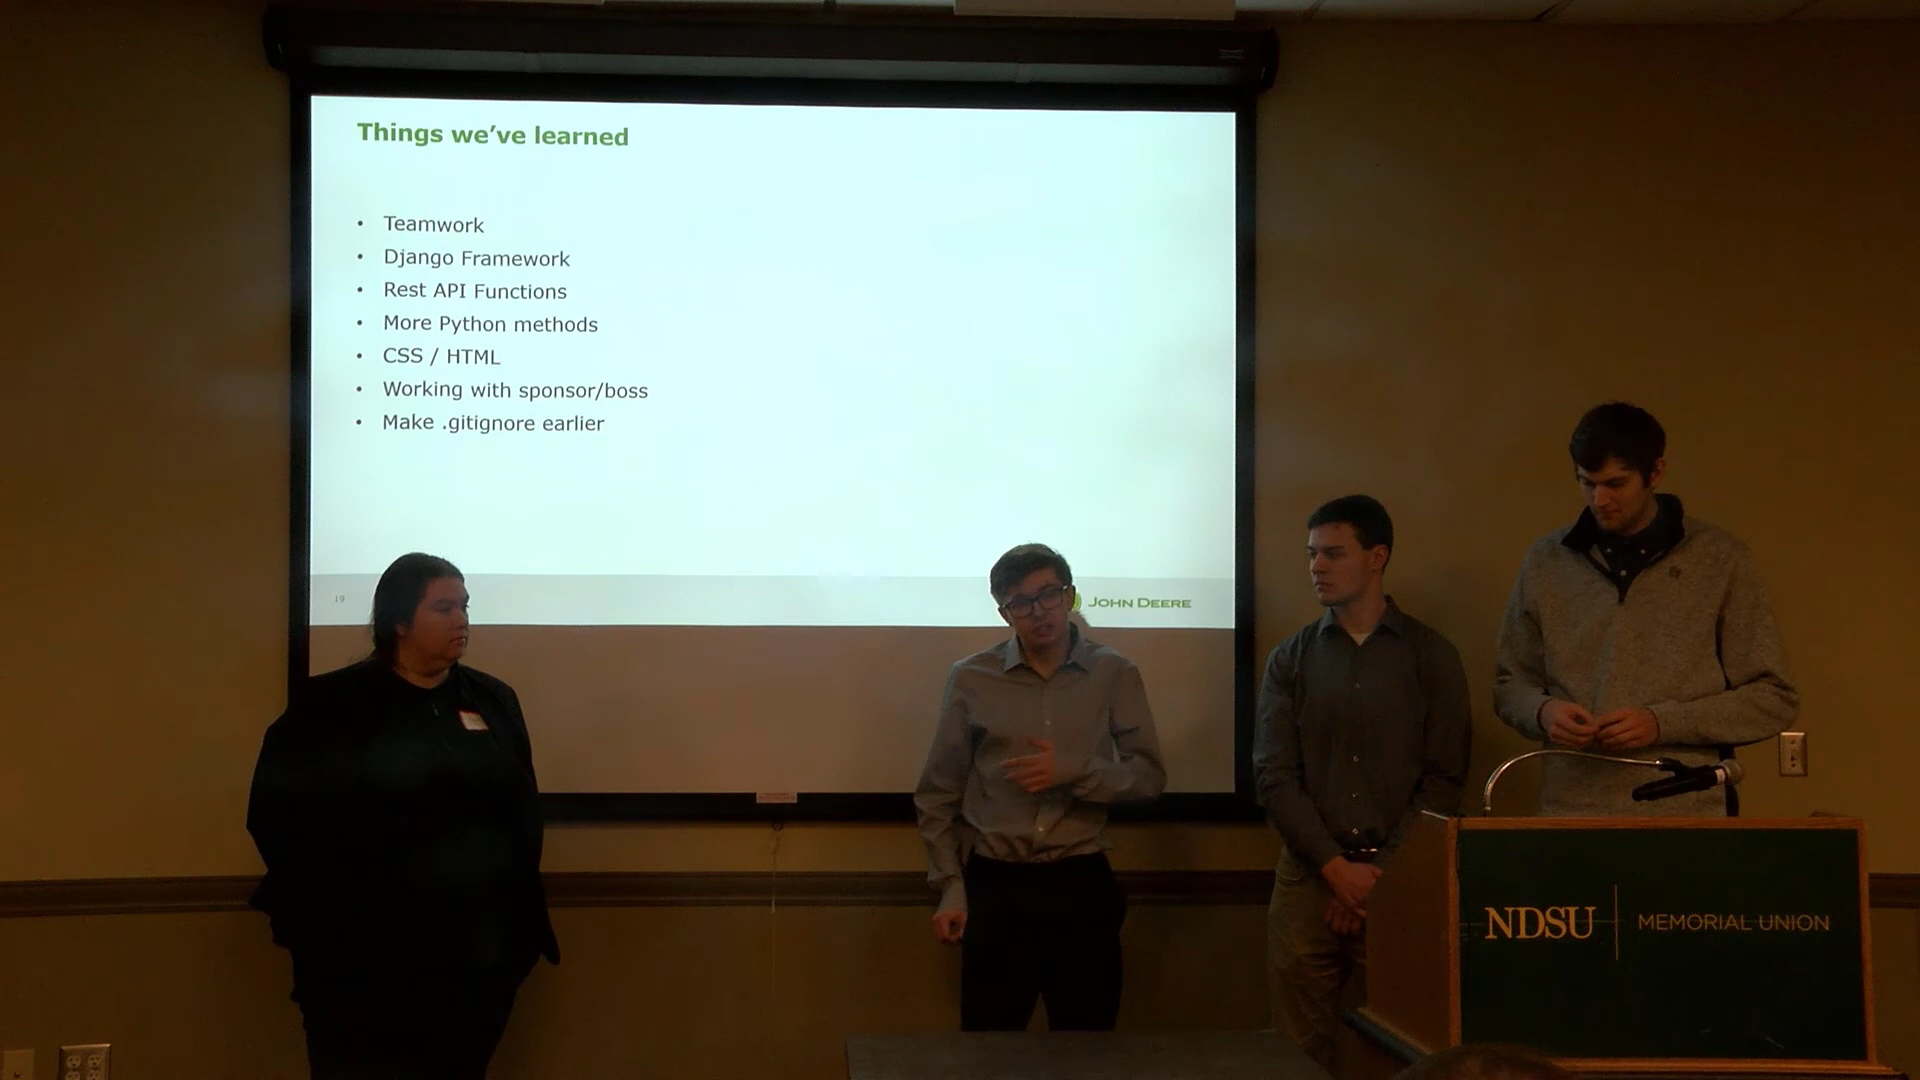 Things we've learned
• Teamwork
• Django Framework
• Rest API Functions
• More Python methods
• CSS / HTML
• Working with sponsor/boss
• Make .gitignore earlier
19
JOHN DEERE
NDSU | MEMORIAL UNION